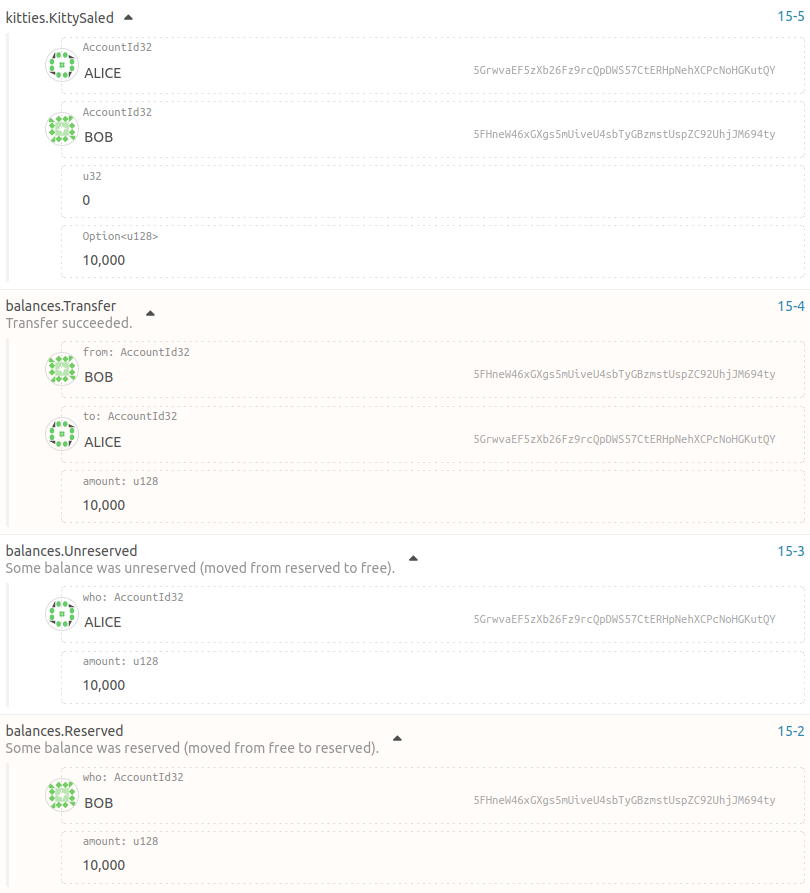 kitties.KittySaled
15-5
AccountId32
ALICE
5GrwvaEF5zXb26Fz9rcQpDWS57CtERHpNehXCPcNoHGKutQY
AccountId32
BOB
5FHneW46xGXgs5mUiveU4sbTyGBzmstUspZC92UhjJM694ty
u32
0
Option<u128>
10,000
balances.Transfer
15-4
Transfer succeeded.
from: AccountId32
BOB
5FHneW46xGXgs5mUiveU4sbTyGBzmstUspZC92UhjJM694ty
to: AccountId32
ALICE
5GrwvaEF5zXb26Fz9rcQpDWS57CtERHpNehXCPcNoHGKutQY
amount: u128
10,000
balances.Unreserved
15-3
Some balance was unreserved (moved from reserved to free).
who: AccountId32
ALICE
5GrwvaEF5zXb26Fz9rcQpDWS57CtERHpNehXCPcNoHGKutQY
amount: u128
10,000
balances.Reserved
15-2
Some balance was reserved (moved from free to reserved).
who: AccountId32
BOB
5FHneW46xGXgs5mUiveU4sbTyGBzmstUspZC92UhjJM694ty
amount: u128
10,000